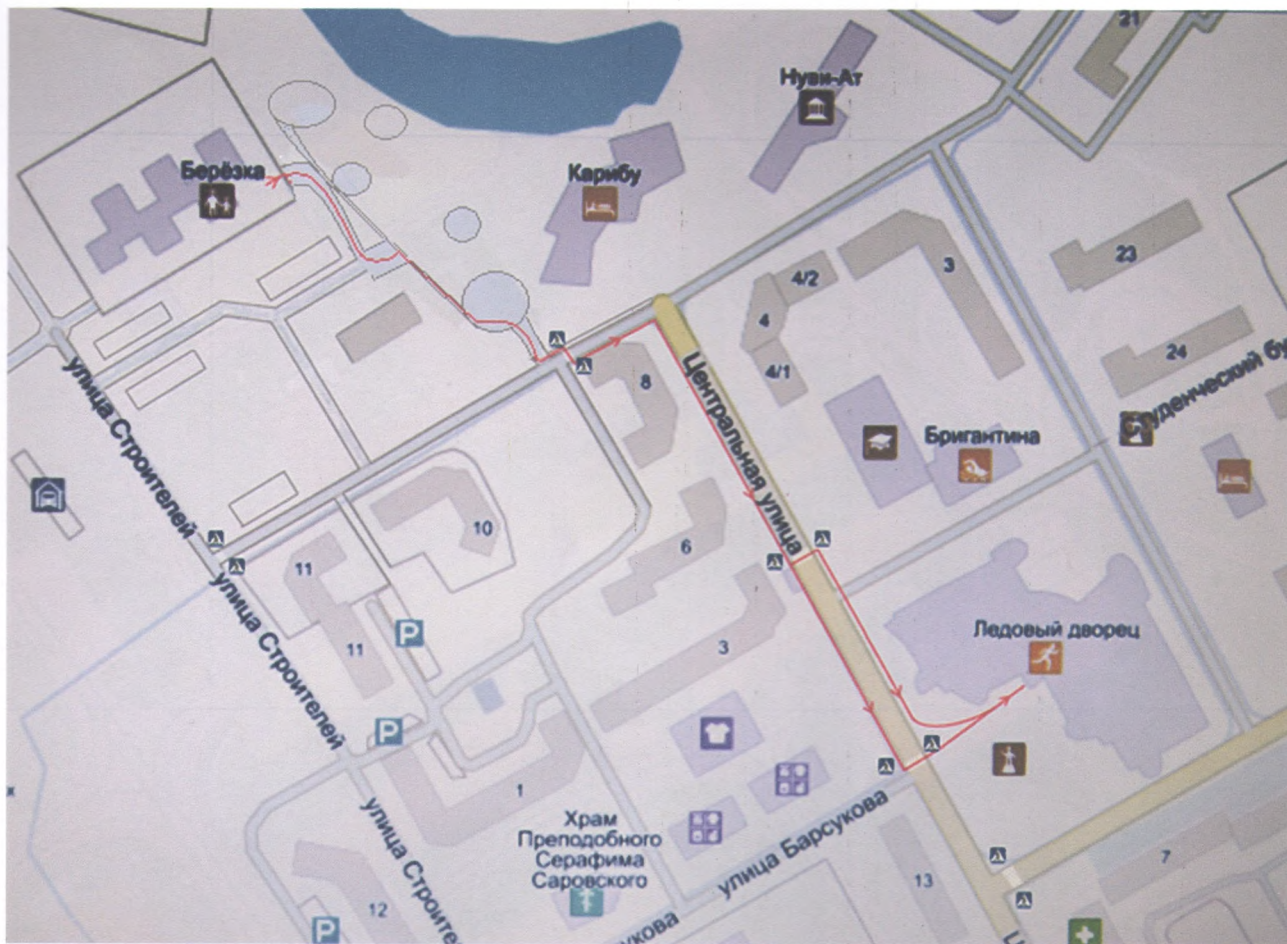 21
Нуви-Ат
Берёзка
Карибу
3
23
4/2
4
24
4/1
8
Центральная улица
улица Строителей
Бригантина
10
6
11
P
11
3
улица Строителей
Ледовый дворец
P
1
улица Барсукова
Храм
Преподобного
Серафима
Саровского
улица
7
13
12
P